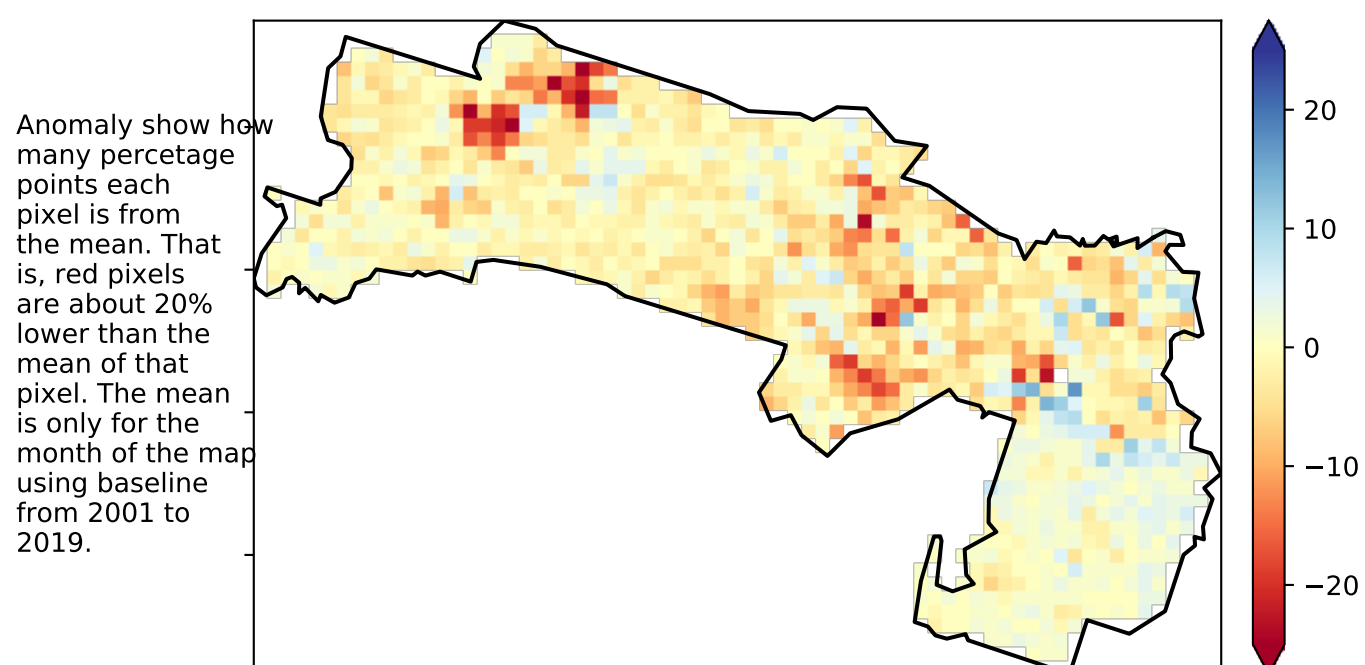 Anomaly show how
many percetage
points each
pixel is from
the mean. That
is, red pixels
are about 20%
lower than the
mean of that
pixel. The mean
is only for the
month of the map
using baseline
from 2001 to
2019.
20
10
0
−10
−20